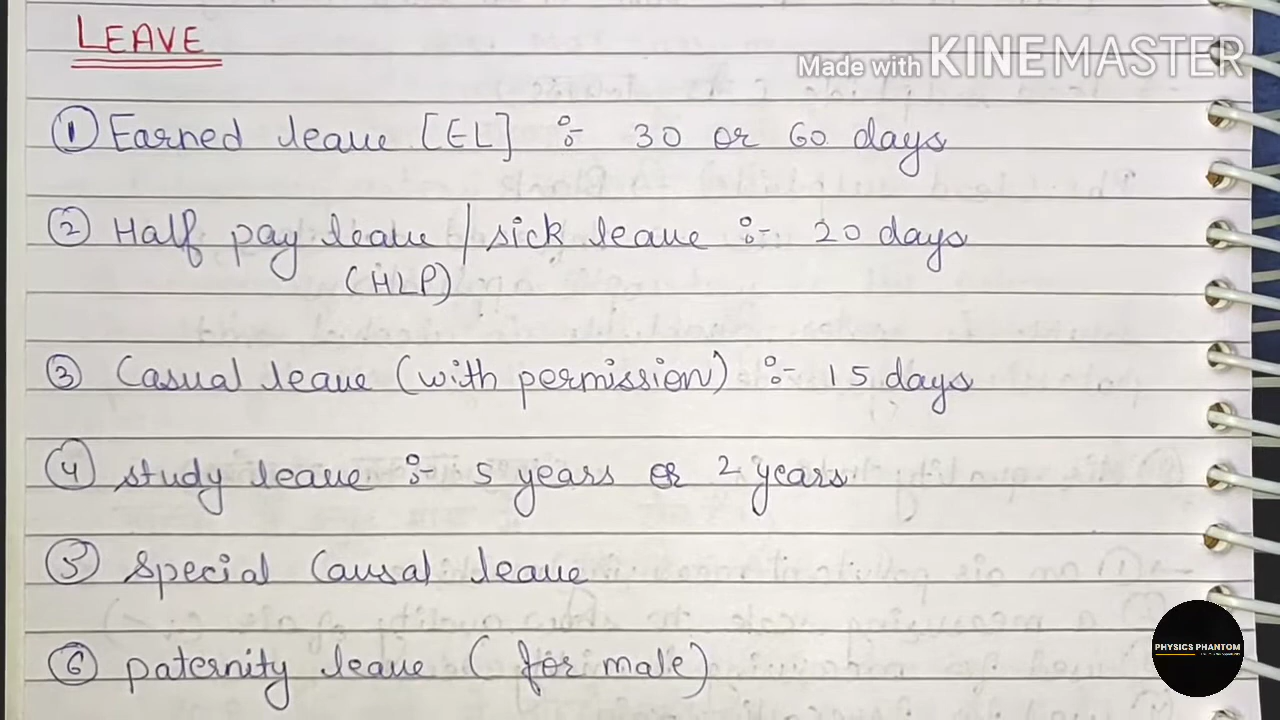 LEAVE
Made with KINEMASTER
① Earned leave [EL] :- 30 or 60 days
② Half pay leave / sick leave :- 20 days
(HLP)
③ Casual leave (with permission) :- 15 days
④ study leave :- 5 years or 2 years
⑤ special Causal leave
⑥ paternity leave ( for male)
PHYSICS PHANTOM